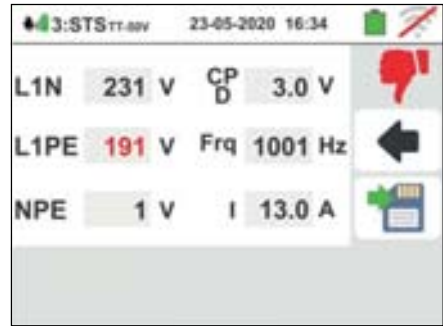 3:STS TT-50V 23-05-2020 16:34
L1N 231 V CP D 3.0 V
L1PE 191 V Frq 1001 Hz
NPE 1 V I 13.0 A